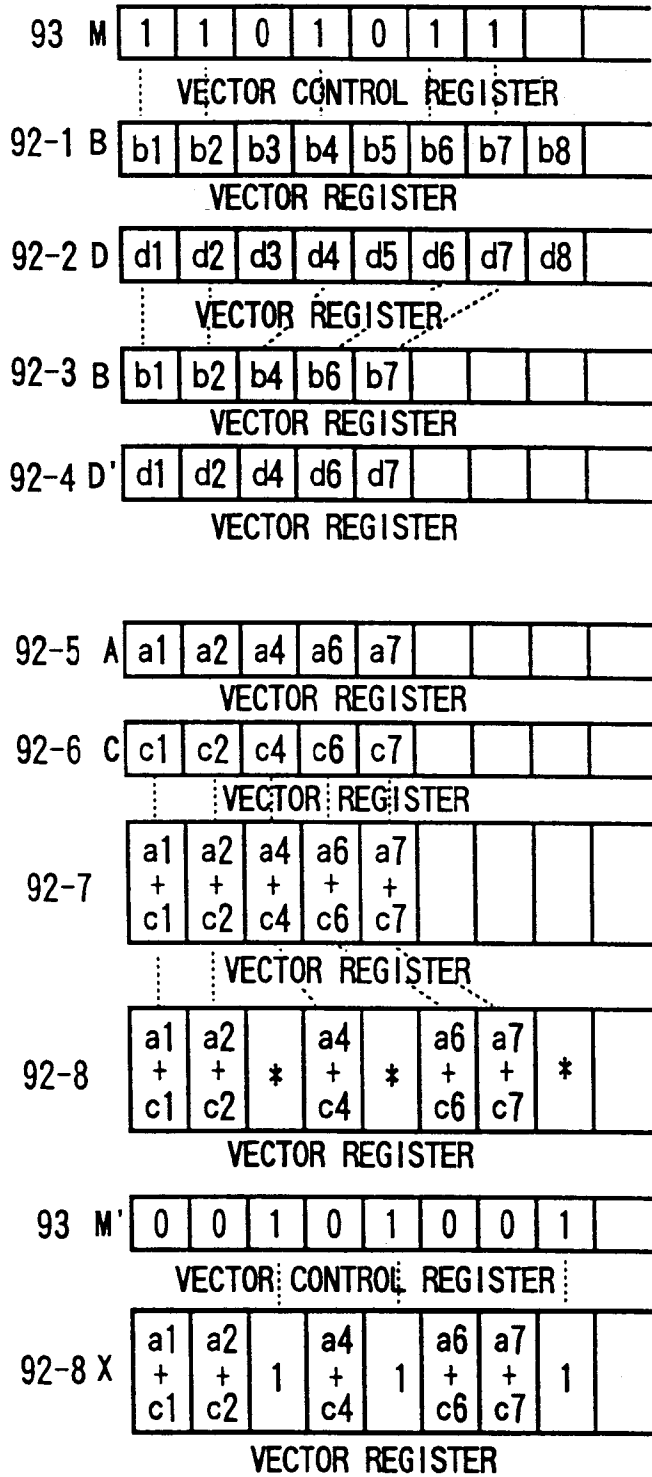 93 M 1 1 0 1 0 1 1
VECTOR CONTROL REGISTER
92-1 B b1 b2 b3 b4 b5 b6 b7 b8
VECTOR REGISTER
92-2 D d1 d2 d3 d4 d5 d6 d7 d8
VECTOR REGISTER
92-3 B b1 b2 b4 b6 b7
VECTOR REGISTER
92-4 D' d1 d2 d4 d6 d7
VECTOR REGISTER
92-5 A a1 a2 a4 a6 a7
VECTOR REGISTER
92-6 C c1 c2 c4 c6 c7
VECTOR REGISTER
a1 a2 a4 a6 a7
92-7 + + + + +
c1 c2 c4 c6 c7
VECTOR REGISTER
a1 a2 a4 a6 a7
92-8 + + * + * + + *
c1 c2 c4 c6 c7
VECTOR REGISTER
93 M' 0 0 1 0 1 0 0 1
VECTOR CONTROL REGISTER
a1 a2 a4 a6 a7
92-8 X + + 1 + 1 + + 1
c1 c2 c4 c6 c7
VECTOR REGISTER